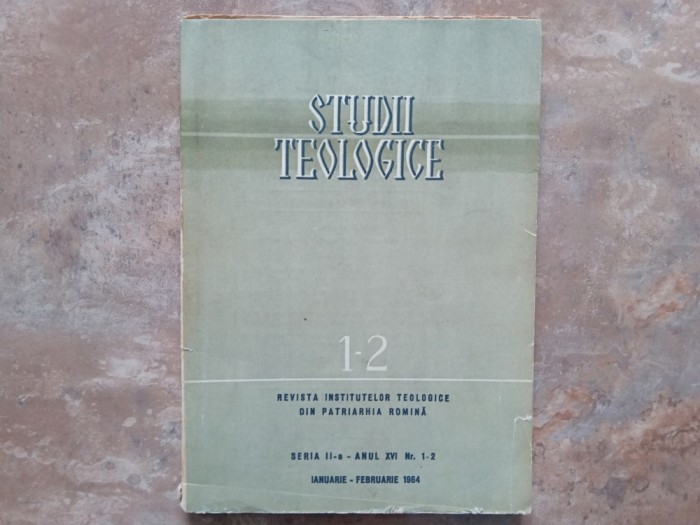 STUDII
TEOLOGICE
1-2
REVISTA INSTITUTELOR TEOLOGICE
DIN PATRIARHIA ROMINĂ
SERIA II-a - ANUL XVI Nr. 1-2
IANUARIE - FEBRUARIE 1964